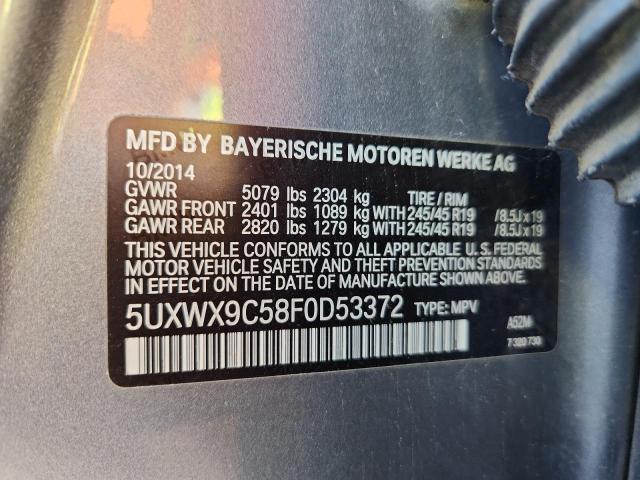 MFD BY BAYERISCHE MOTOREN WERKE AG
10/2014
GVWR 5079 lbs 2304 kg TIRE / RIM
GAWR FRONT 2401 lbs 1089 kg WITH 245/45 R19 /8.5J x 19
GAWR REAR 2820 lbs 1279 kg WITH 245/45 R19 /8.5J x 19
THIS VEHICLE CONFORMS TO ALL APPLICABLE U. S. FEDERAL
MOTOR VEHICLE SAFETY AND THEFT PREVENTION STANDARDS
IN EFFECT ON THE DATE OF MANUFACTURE SHOWN ABOVE.
5UXWX9C58F0D53372 TYPE: MPV A52M
7 320 730